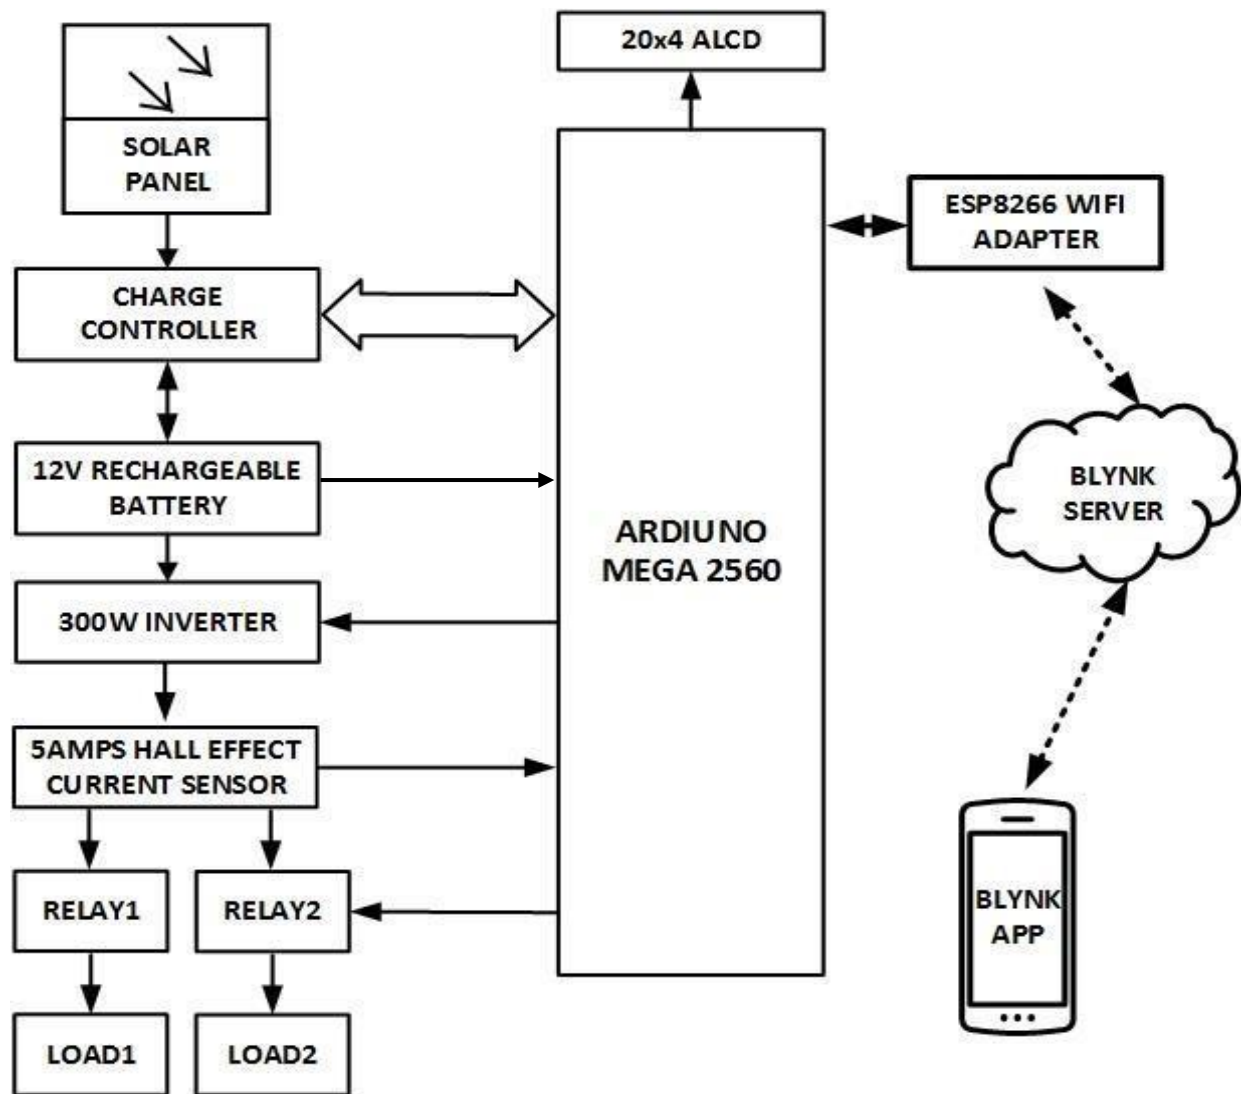 20x4 ALCD
SOLAR
PANEL
ESP8266 WIFI
ADAPTER
CHARGE
CONTROLLER
12V RECHARGEABLE
BATTERY
BLYNK
SERVER
ARDIUNO
MEGA 2560
300W INVERTER
5AMPS HALL EFFECT
CURRENT SENSOR
RELAY1
RELAY2
BLYNK
APP
LOAD1
LOAD2